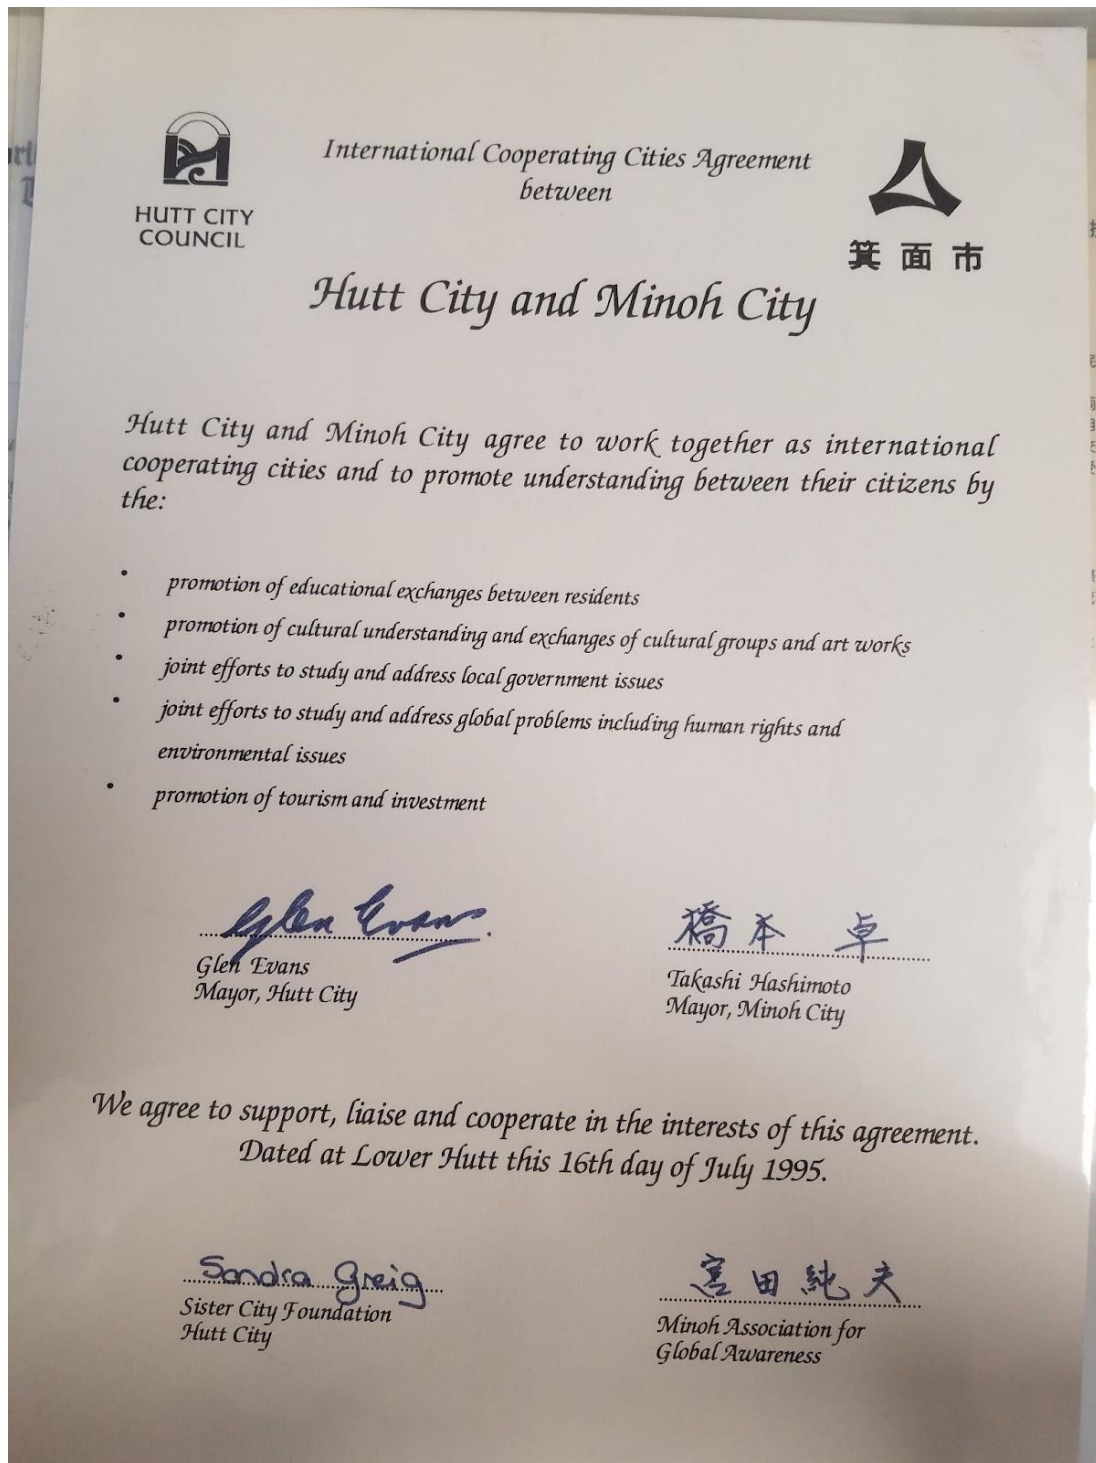 HUTT CITY
COUNCIL
International Cooperating Cities Agreement
between
箕面市
Hutt City and Minoh City
Hutt City and Minoh City agree to work together as international
cooperating cities and to promote understanding between their citizens by
the:
• promotion of educational exchanges between residents
• promotion of cultural understanding and exchanges of cultural groups and art works
• joint efforts to study and address local government issues
• joint efforts to study and address global problems including human rights and
environmental issues
• promotion of tourism and investment
Glen Evans
橋本 卓
Glen Evans
Mayor, Hutt City
Takashi Hashimoto
Mayor, Minoh City
We agree to support, liaise and cooperate in the interests of this agreement.
Dated at Lower Hutt this 16th day of July 1995.
Sandra Greig
田純夫
Sister City Foundation
Hutt City
Minoh Association for
Global Awareness